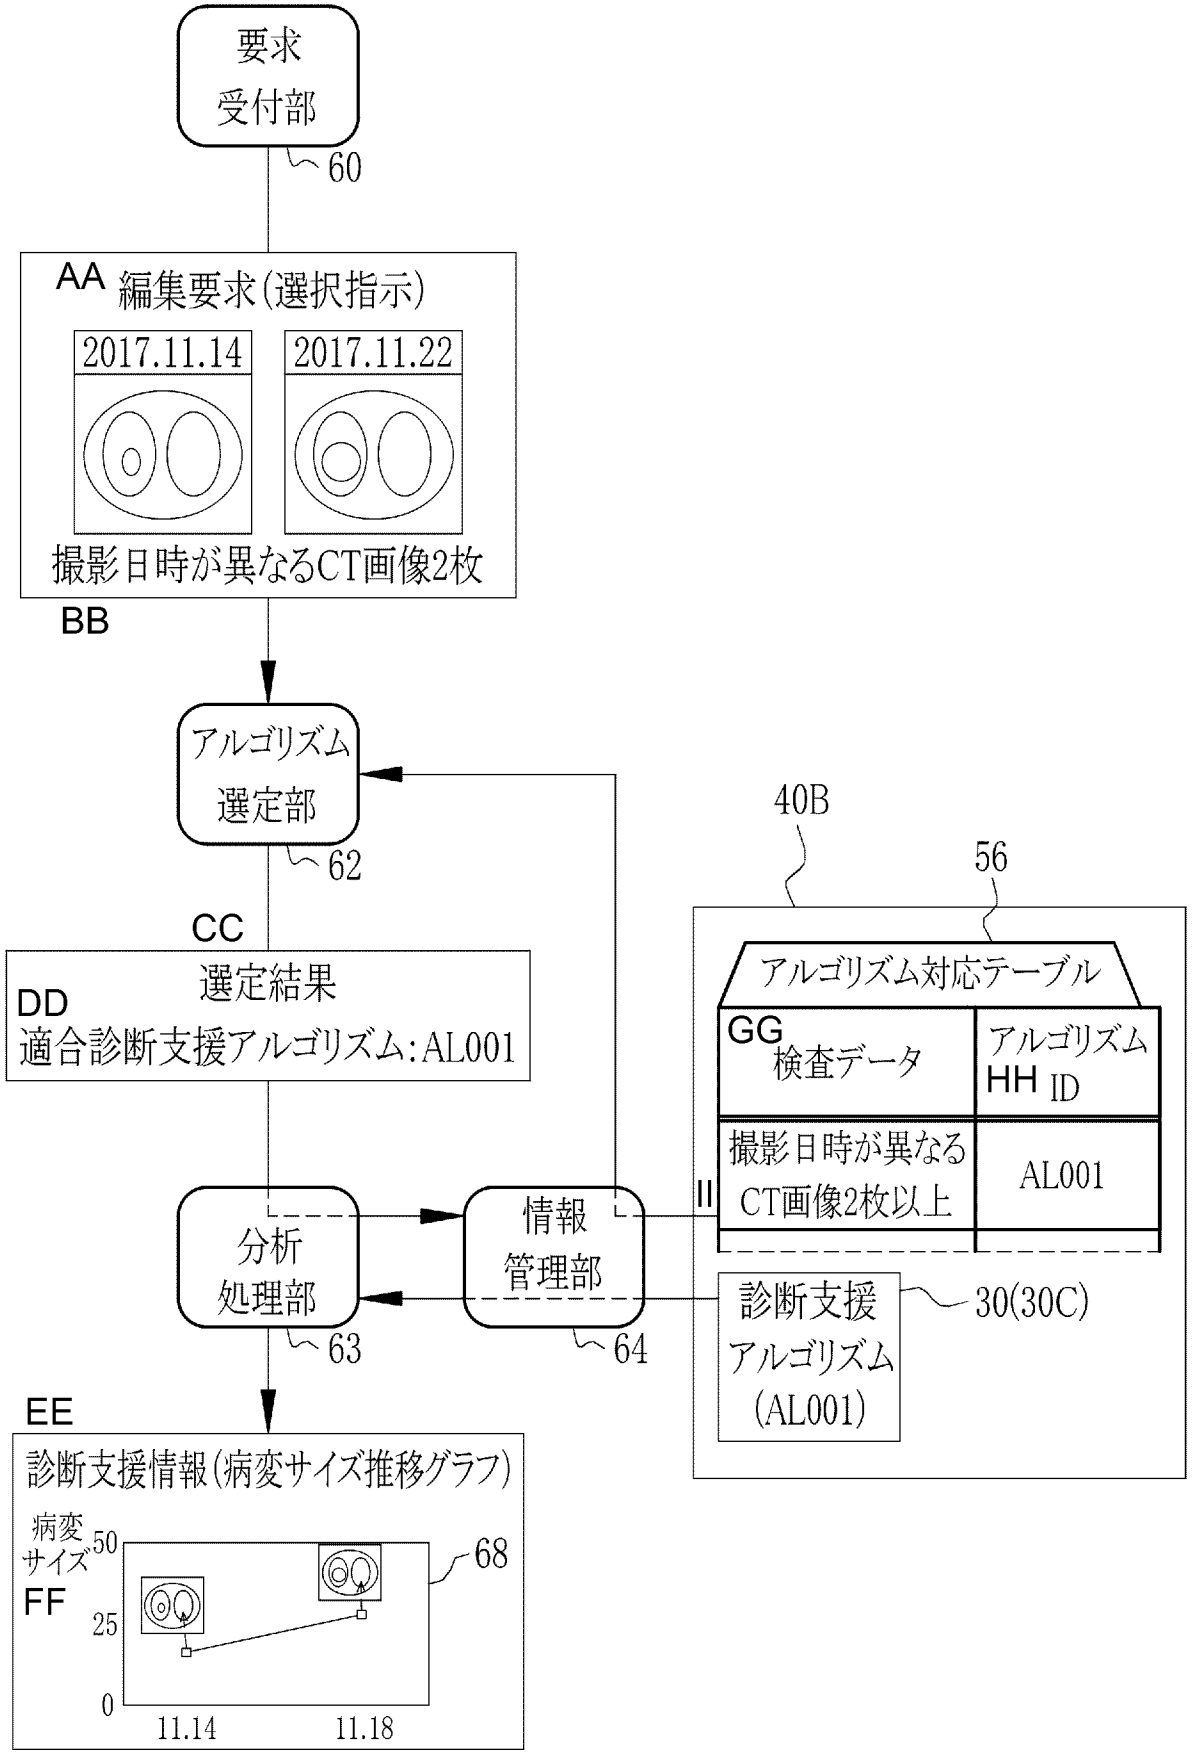 要求
受付部
60
AA
編集要求(選択指示)
2017.11.14
2017.11.22
撮影日時が異なるCT画像2枚
BB
アルゴリズム
選定部
62
CC
選定結果
DD
適合診断支援アルゴリズム:AL001
40B
56
アルゴリズム対応テーブル
GG
検査データ
アルゴリズム
HH
ID
撮影日時が異なる
CT画像2枚以上
AL001
II
分析
処理部
63
情報
管理部
64
診断支援
アルゴリズム
(AL001)
30(30C)
EE
診断支援情報(病変サイズ推移グラフ)
病変
サイズ
FF
50
25
0
68
11.14
11.18